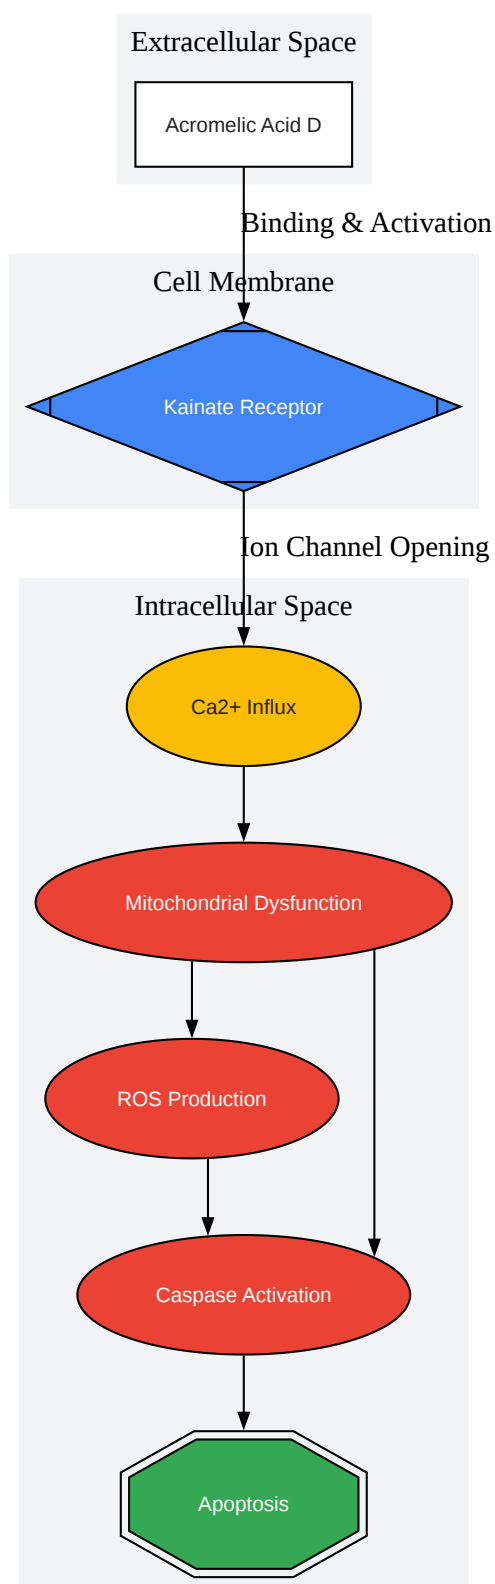 Extracellular Space
Acromelic Acid D
Binding & Activation
Cell Membrane
Kainate Receptor
Ion Channel Opening
Intracellular Space
Ca2+ Influx
Mitochondrial Dysfunction
ROS Production
Caspase Activation
Apoptosis